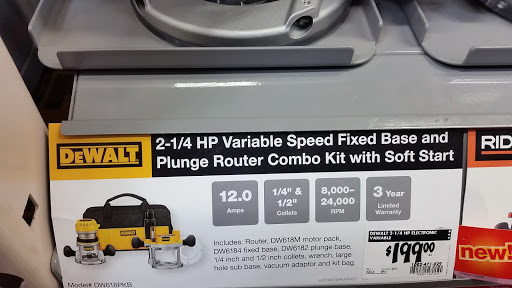 DEWALT
2-1/4 HP Variable Speed Fixed Base and
Plunge Router Combo Kit with Soft Start
12.0
Amps
1/4" &
1/2"
Collets
8,000–
24,000
RPM
3 Year
Limited
Warranty
Includes: Router, DW618M motor pack,
DW6184 fixed base, DW6182 plunge base,
1/4 inch and 1/2 inch collets, wrench, large
hole sub base, vacuum adaptor and kit bag.
Model# DW618PKB
DEWALT 2-1/4 HP ELECTRONIC
VARIABLE
$199.00
RID
new!